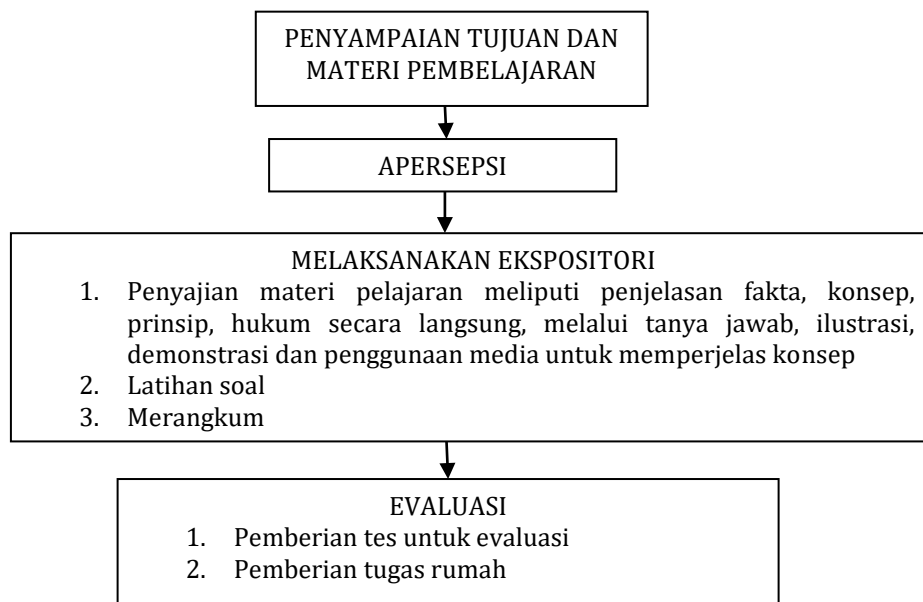 PENYAMPAIAN TUJUAN DAN
MATERI PEMBELAJARAN
APERSEPSI
MELAKSANAKAN EKSPOSITORI
1. Penyajian materi pelajaran meliputi penjelasan fakta, konsep,
prinsip, hukum secara langsung, melalui tanya jawab, ilustrasi,
demonstrasi dan penggunaan media untuk memperjelas konsep
2. Latihan soal
3. Merangkum
EVALUASI
1. Pemberian tes untuk evaluasi
2. Pemberian tugas rumah